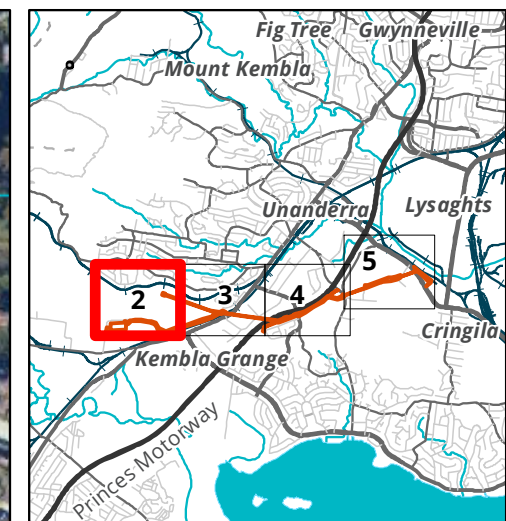 Fig Tree
Gwynneville
Mount Kembla
Unanderra
Lysaghts
5
2
3
4
Cringila
Kembla Grange
Princes Motorway